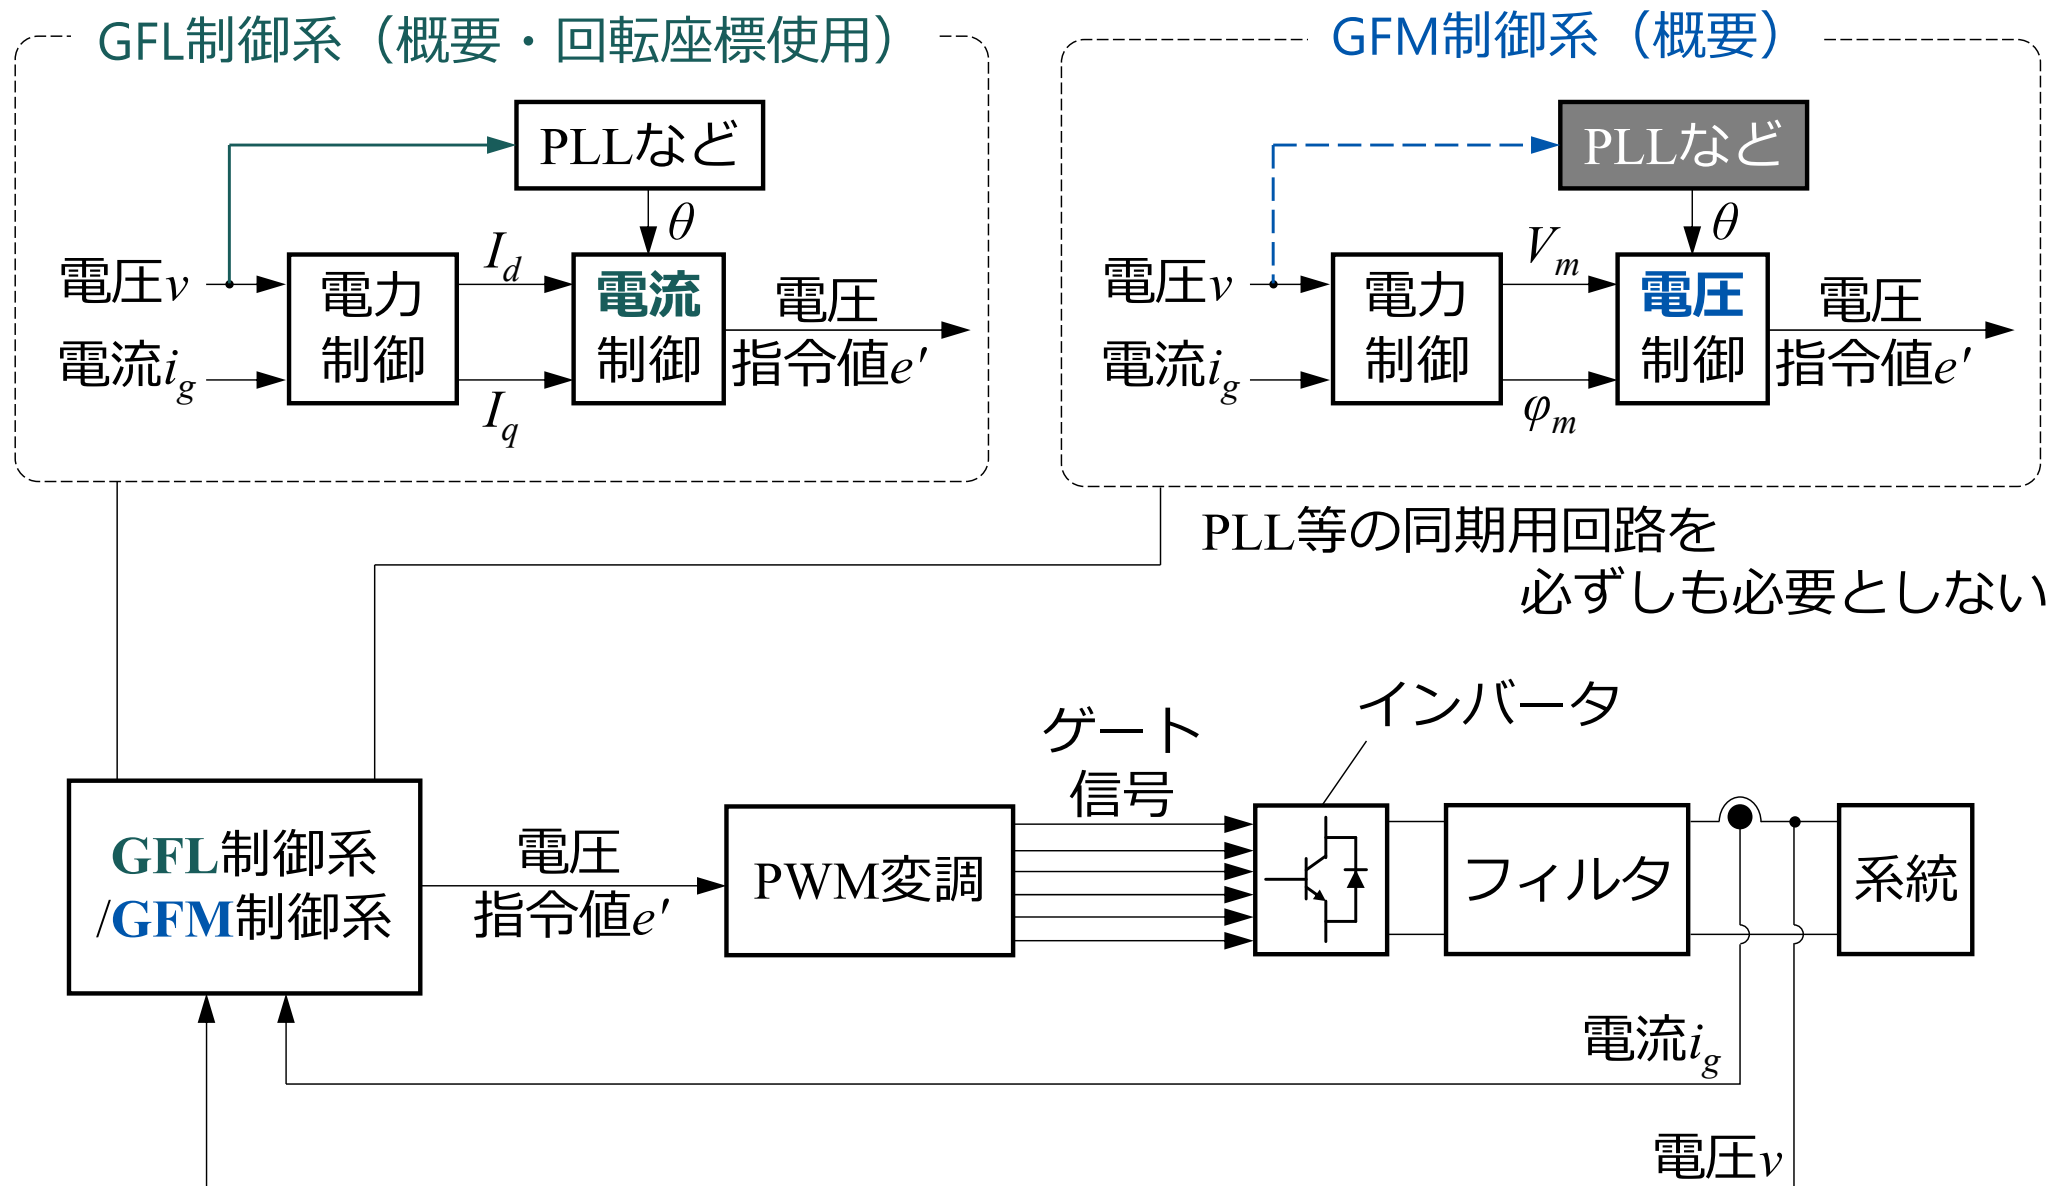 GFL制御系（概要・回転座標使用）
PLLなど
θ
電圧v
電流ig
電力
制御
Id
Iq
電流
制御
電圧
指令値e′
GFM制御系（概要）
PLLなど
θ
電圧v
電流ig
電力
制御
Vm
φm
電圧
制御
電圧
指令値e′
PLL等の同期用回路を
必ずしも必要としない
GFL制御系
/GFM制御系
電圧
指令値e′
PWM変調
ゲート
信号
インバータ
フィルタ
系統
電流ig
電圧v